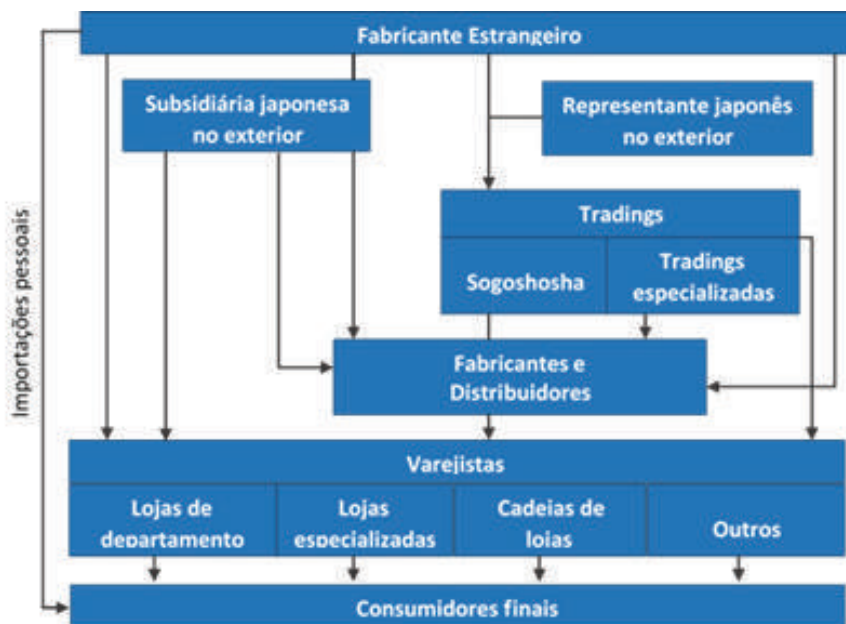 Fabricante Estrangeiro
Subsidiária japonesa
no exterior
Representante japonês
no exterior
Importações pessoais
Tradings
Sogoshosha
Tradings
especializadas
Fabricantes e
Distribuidores
Varejistas
Lojas de
departamento
Lojas
especializadas
Cadeias de
lojas
Outros
Consumidores finais